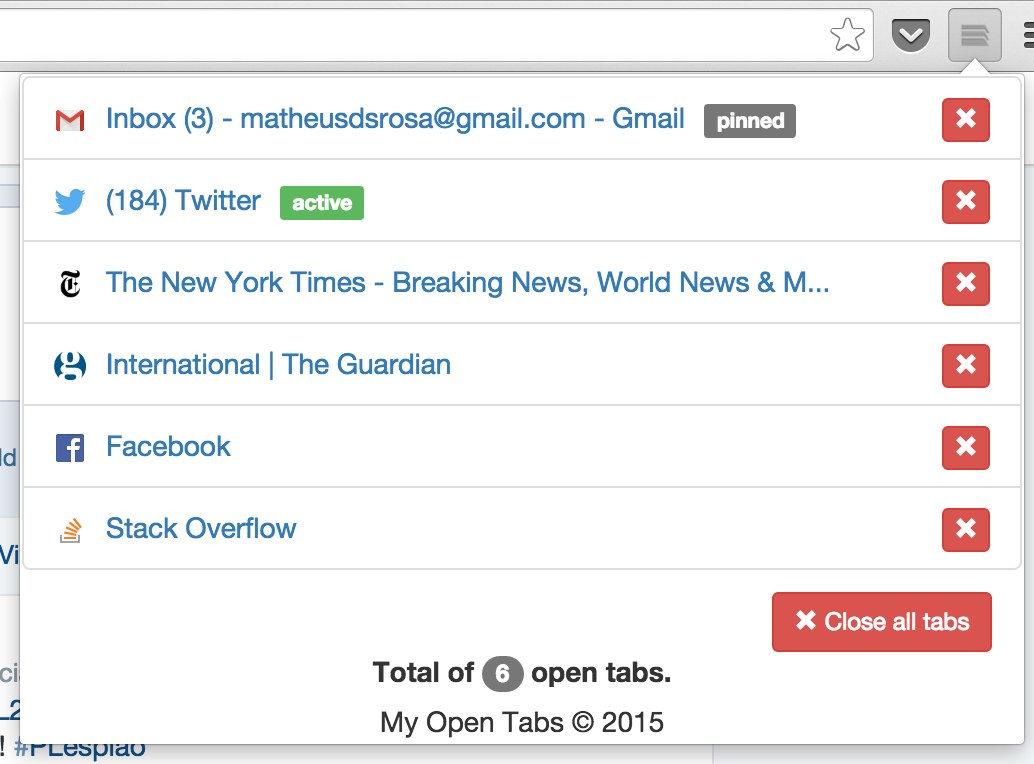 Inbox (3) - matheusdsrosa@gmail.com - Gmail pinned
(184) Twitter active
The New York Times - Breaking News, World News & M...
International | The Guardian
Facebook
ld
Stack Overflow
Vi
Close all tabs
Total of 6 open tabs.
My Open Tabs © 2015
! #PLespiao